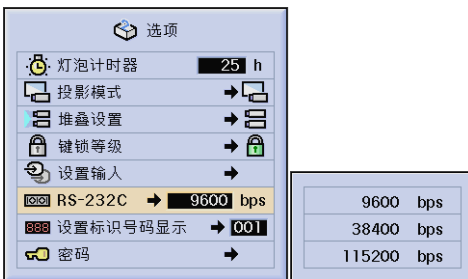 选项
灯泡计时器 25 h
投影模式
堆叠设置
键锁等级
设置输入
RS-232C 9600 bps
设置标识号码显示 001
密码
9600 bps
38400 bps
115200 bps